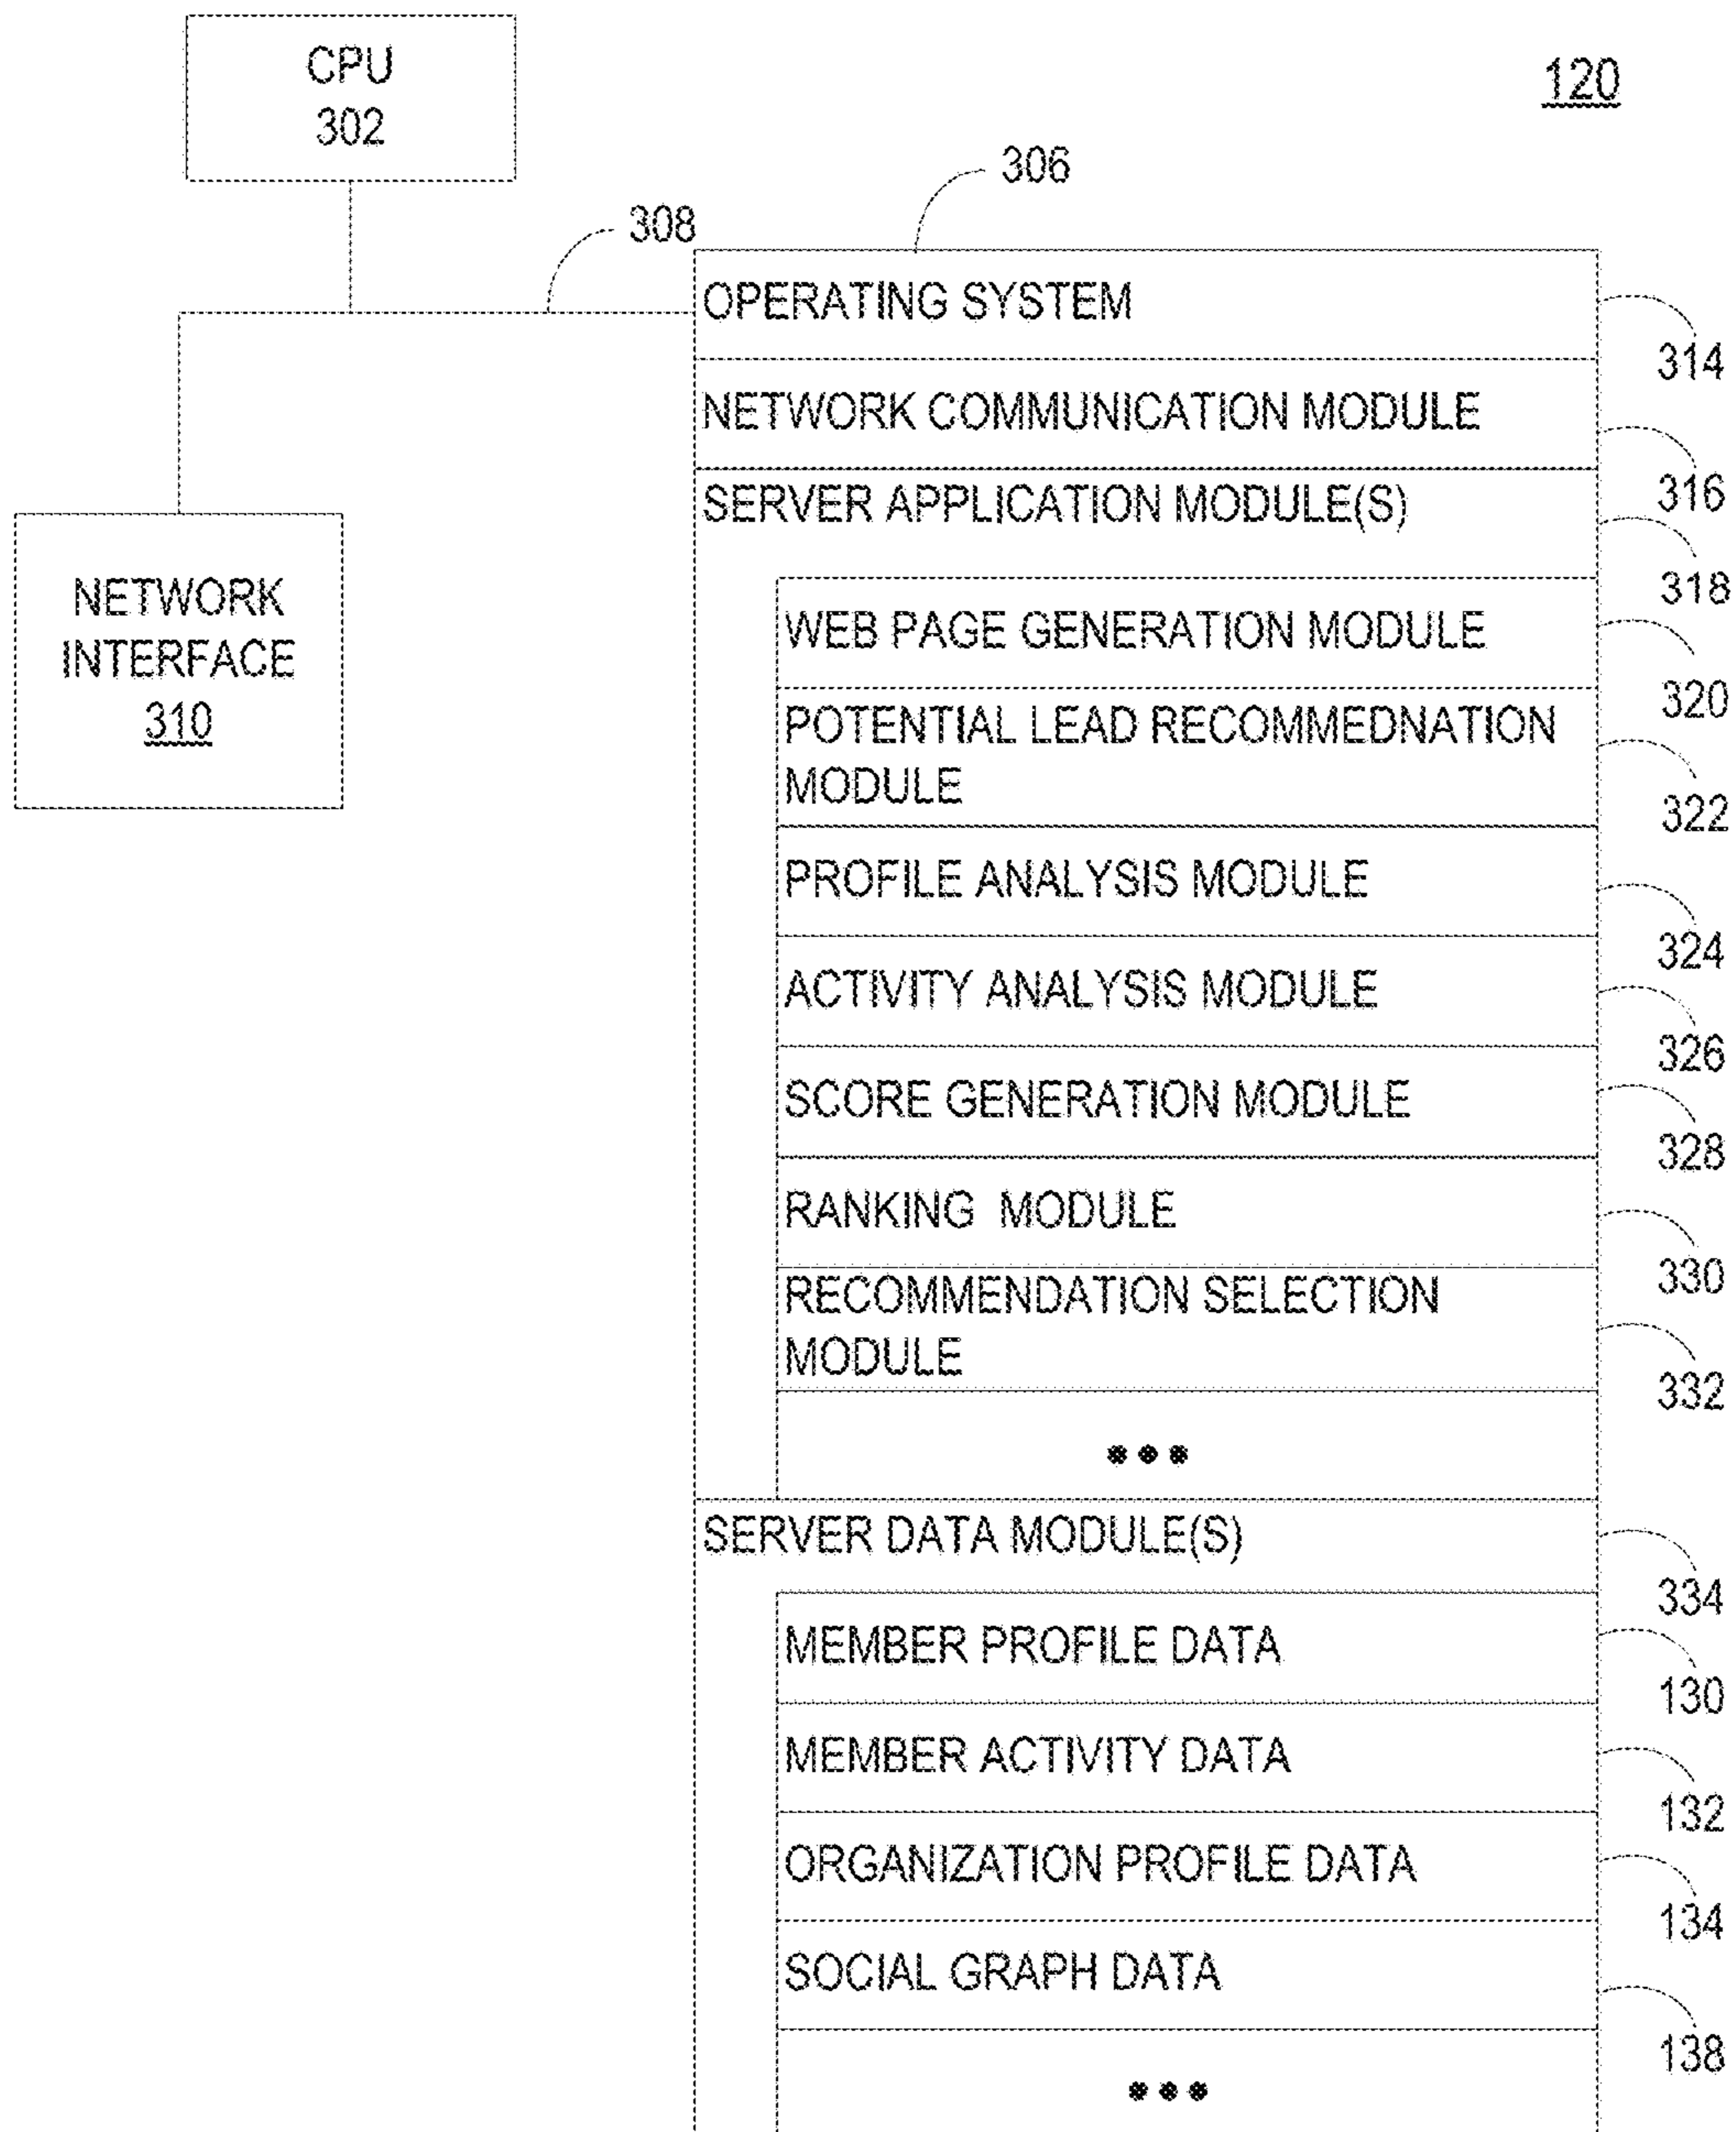 CPU
302
120
306
308
OPERATING SYSTEM
314
NETWORK COMMUNICATION MODULE
316
SERVER APPLICATION MODULE(S)
318
NETWORK
INTERFACE
310
WEB PAGE GENERATION MODULE
320
POTENTIAL LEAD RECOMMEDNATION
MODULE
322
PROFILE ANALYSIS MODULE
324
ACTIVITY ANALYSIS MODULE
326
SCORE GENERATION MODULE
328
RANKING MODULE
330
RECOMMENDATION SELECTION
MODULE
332
•••
SERVER DATA MODULE(S)
334
MEMBER PROFILE DATA
130
MEMBER ACTIVITY DATA
132
ORGANIZATION PROFILE DATA
134
SOCIAL GRAPH DATA
138
•••